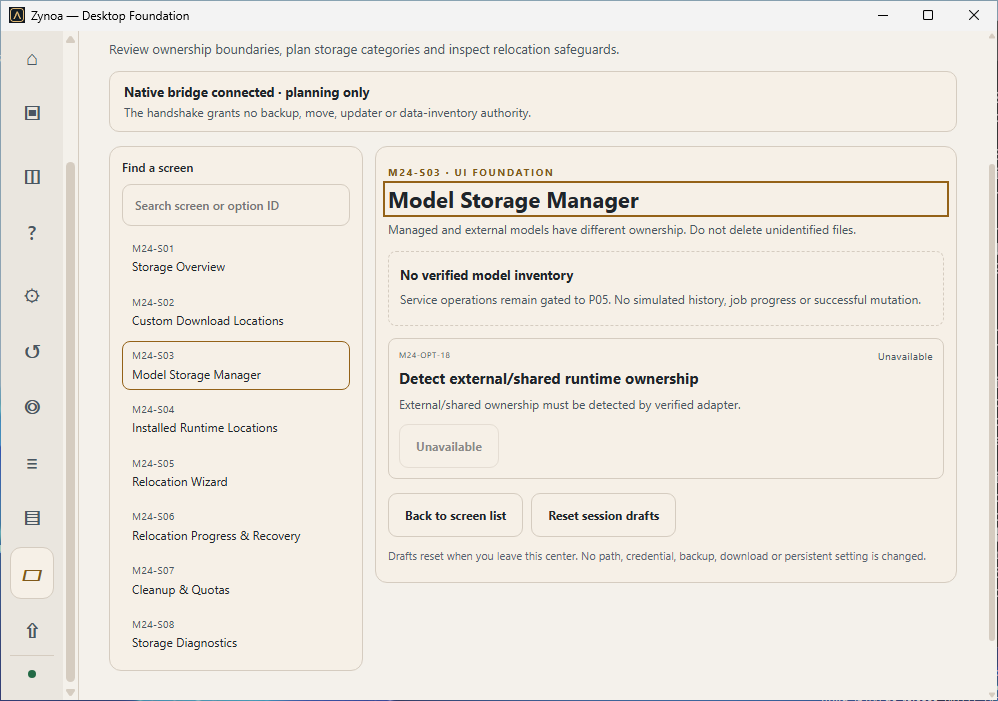 Zynoa — Desktop Foundation
Review ownership boundaries, plan storage categories and inspect relocation safeguards.
Native bridge connected · planning only
The handshake grants no backup, move, updater or data-inventory authority.
Find a screen
Search screen or option ID
M24-S01
Storage Overview
M24-S02
Custom Download Locations
M24-S03
Model Storage Manager
M24-S04
Installed Runtime Locations
M24-S05
Relocation Wizard
M24-S06
Relocation Progress & Recovery
M24-S07
Cleanup & Quotas
M24-S08
Storage Diagnostics
M24-S03 · UI FOUNDATION
Model Storage Manager
Managed and external models have different ownership. Do not delete unidentified files.
No verified model inventory
Service operations remain gated to P05. No simulated history, job progress or successful mutation.
M24-OPT-18
Unavailable
Detect external/shared runtime ownership
External/shared ownership must be detected by verified adapter.
Unavailable
Back to screen list
Reset session drafts
Drafts reset when you leave this center. No path, credential, backup, download or persistent setting is changed.